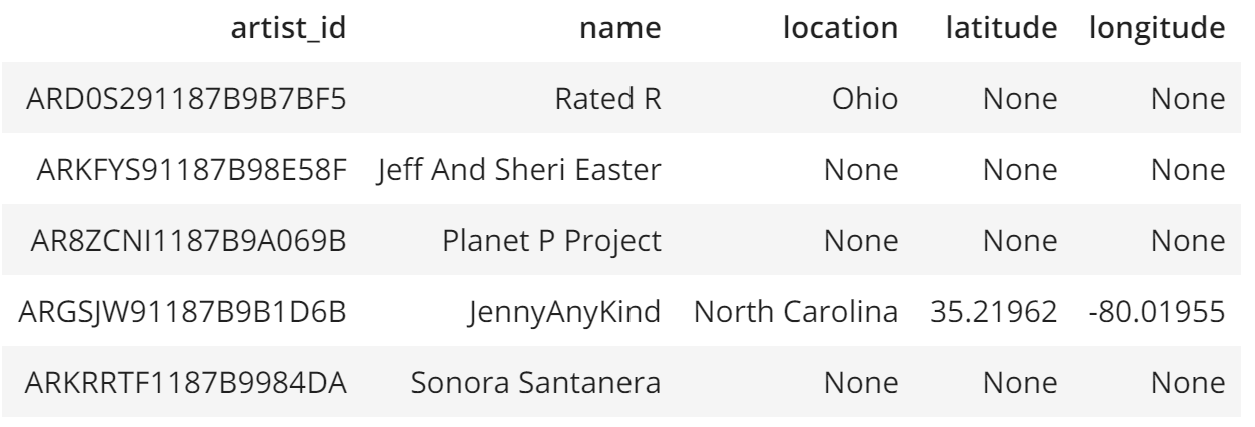 artist_id name location latitude longitude
ARD0S291187B9B7BF5 Rated R Ohio None None
ARKFYS91187B98E58F Jeff And Sheri Easter None None None
AR8ZCNI1187B9A069B Planet P Project None None None
ARGSJW91187B9B1D6B JennyAnyKind North Carolina 35.21962 -80.01955
ARKRRTF1187B9984DA Sonora Santanera None None None